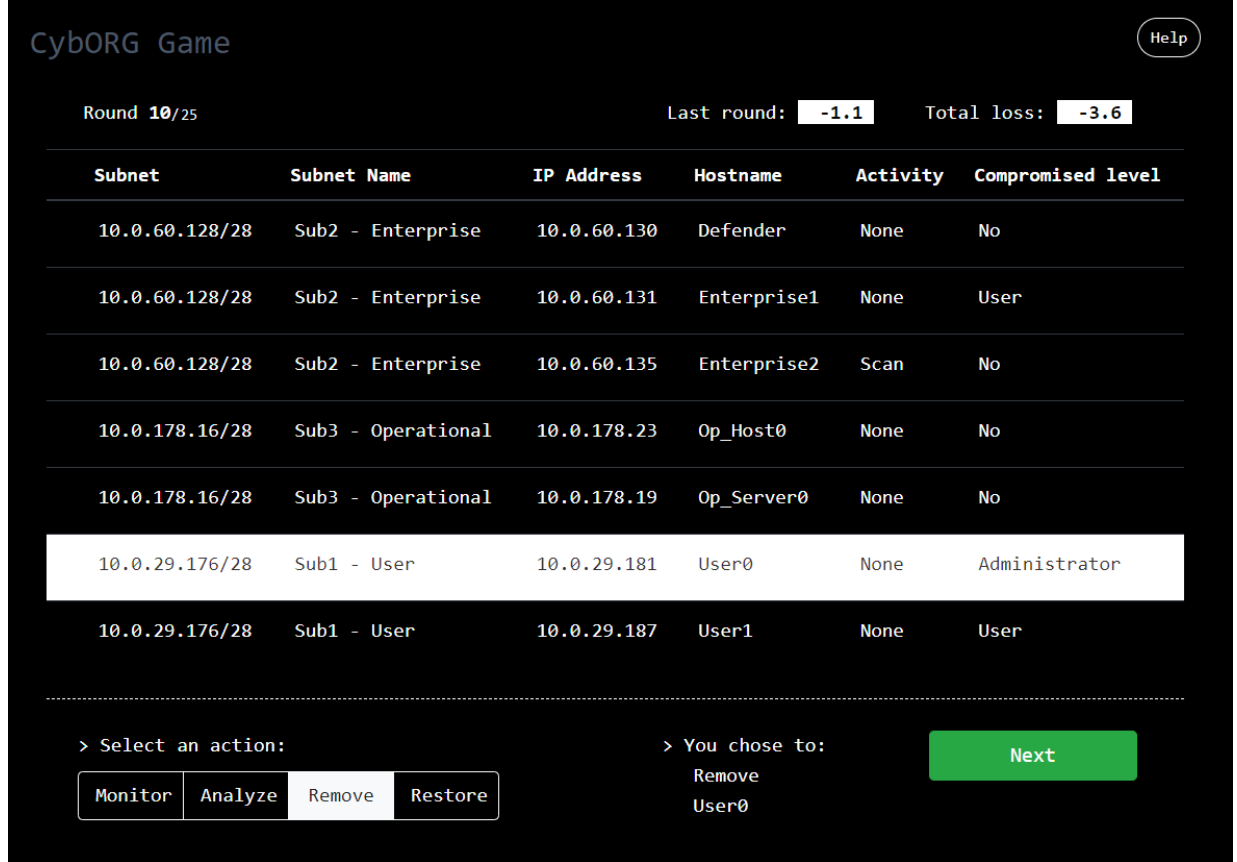 CybORG Game
Help
Round 10/25 Last round: -1.1 Total loss: -3.6
Subnet Subnet Name IP Address Hostname Activity Compromised level
10.0.60.128/28 Sub2 - Enterprise 10.0.60.130 Defender None No
10.0.60.128/28 Sub2 - Enterprise 10.0.60.131 Enterprise1 None User
10.0.60.128/28 Sub2 - Enterprise 10.0.60.135 Enterprise2 Scan No
10.0.178.16/28 Sub3 - Operational 10.0.178.23 Op_Host0 None No
10.0.178.16/28 Sub3 - Operational 10.0.178.19 Op_Server0 None No
10.0.29.176/28 Sub1 - User 10.0.29.181 User0 None Administrator
10.0.29.176/28 Sub1 - User 10.0.29.187 User1 None User
> Select an action:
Monitor Analyze Remove Restore
> You chose to:
Remove
User0
Next